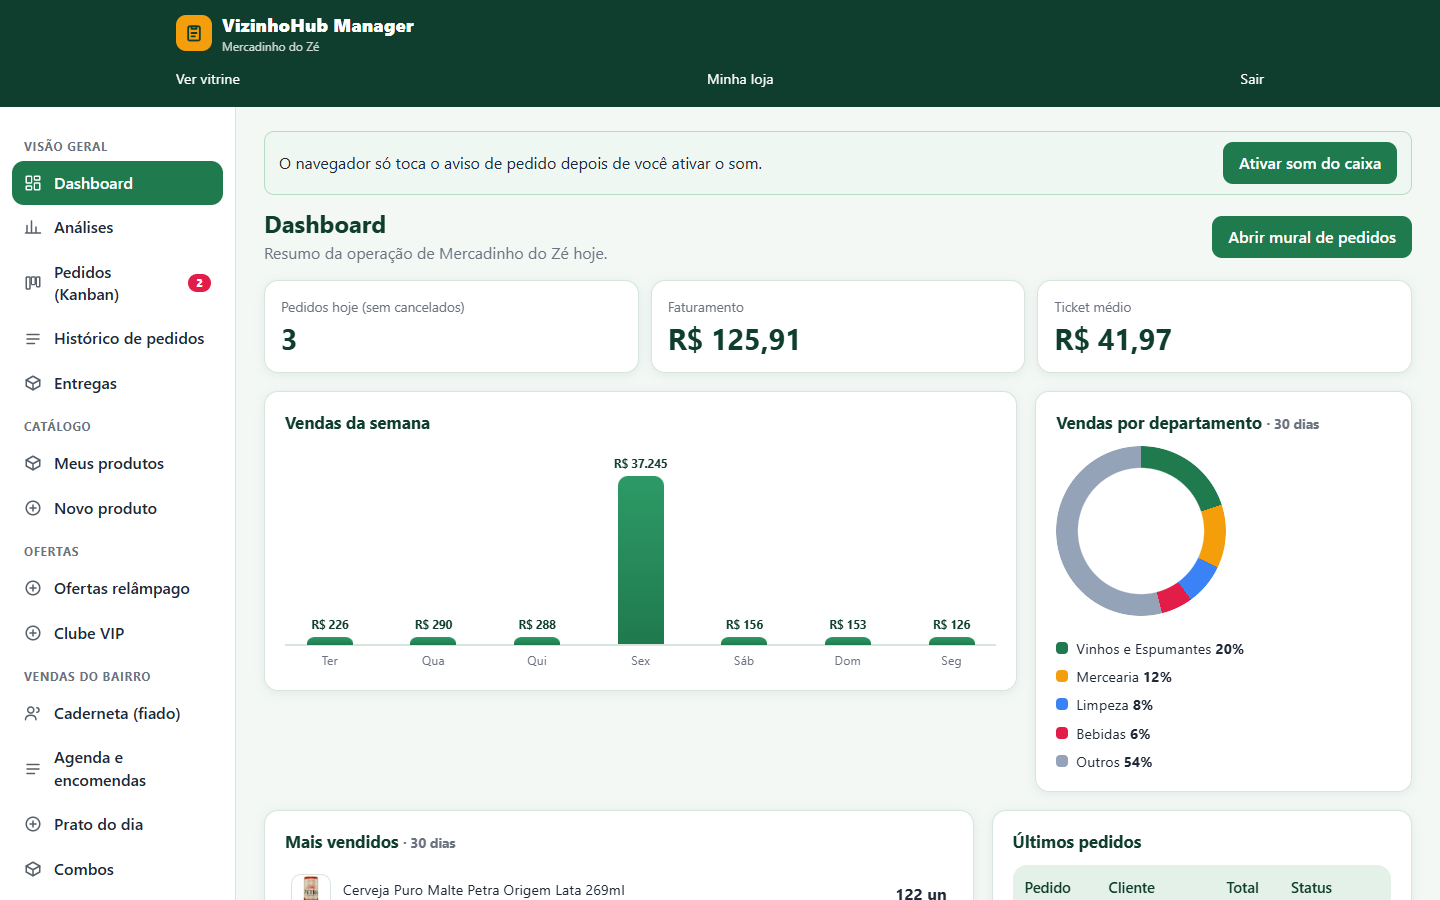 VizinhoHub Manager
Mercadinho do Zé
Ver vitrine
Minha loja
Sair
VISÃO GERAL
Dashboard
Análises
Pedidos
(Kanban)
2
Histórico de pedidos
Entregas
CATÁLOGO
Meus produtos
Novo produto
OFERTAS
Ofertas relâmpago
Clube VIP
VENDAS DO BAIRRO
Caderneta (fiado)
Agenda e
encomendas
Prato do dia
Combos
O navegador só toca o aviso de pedido depois de você ativar o som.
Ativar som do caixa
Dashboard
Resumo da operação de Mercadinho do Zé hoje.
Abrir mural de pedidos
Pedidos hoje (sem cancelados)
3
Faturamento
R$ 125,91
Ticket médio
R$ 41,97
Vendas da semana
R$ 226
R$ 290
R$ 288
R$ 37.245
R$ 156
R$ 153
R$ 126
Ter
Qua
Qui
Sex
Sáb
Dom
Seg
Vendas por departamento · 30 dias
Vinhos e Espumantes 20%
Mercearia 12%
Limpeza 8%
Bebidas 6%
Outros 54%
Mais vendidos · 30 dias
Cerveja Puro Malte Petra Origem Lata 269ml
122 un
Últimos pedidos
Pedido Cliente Total Status